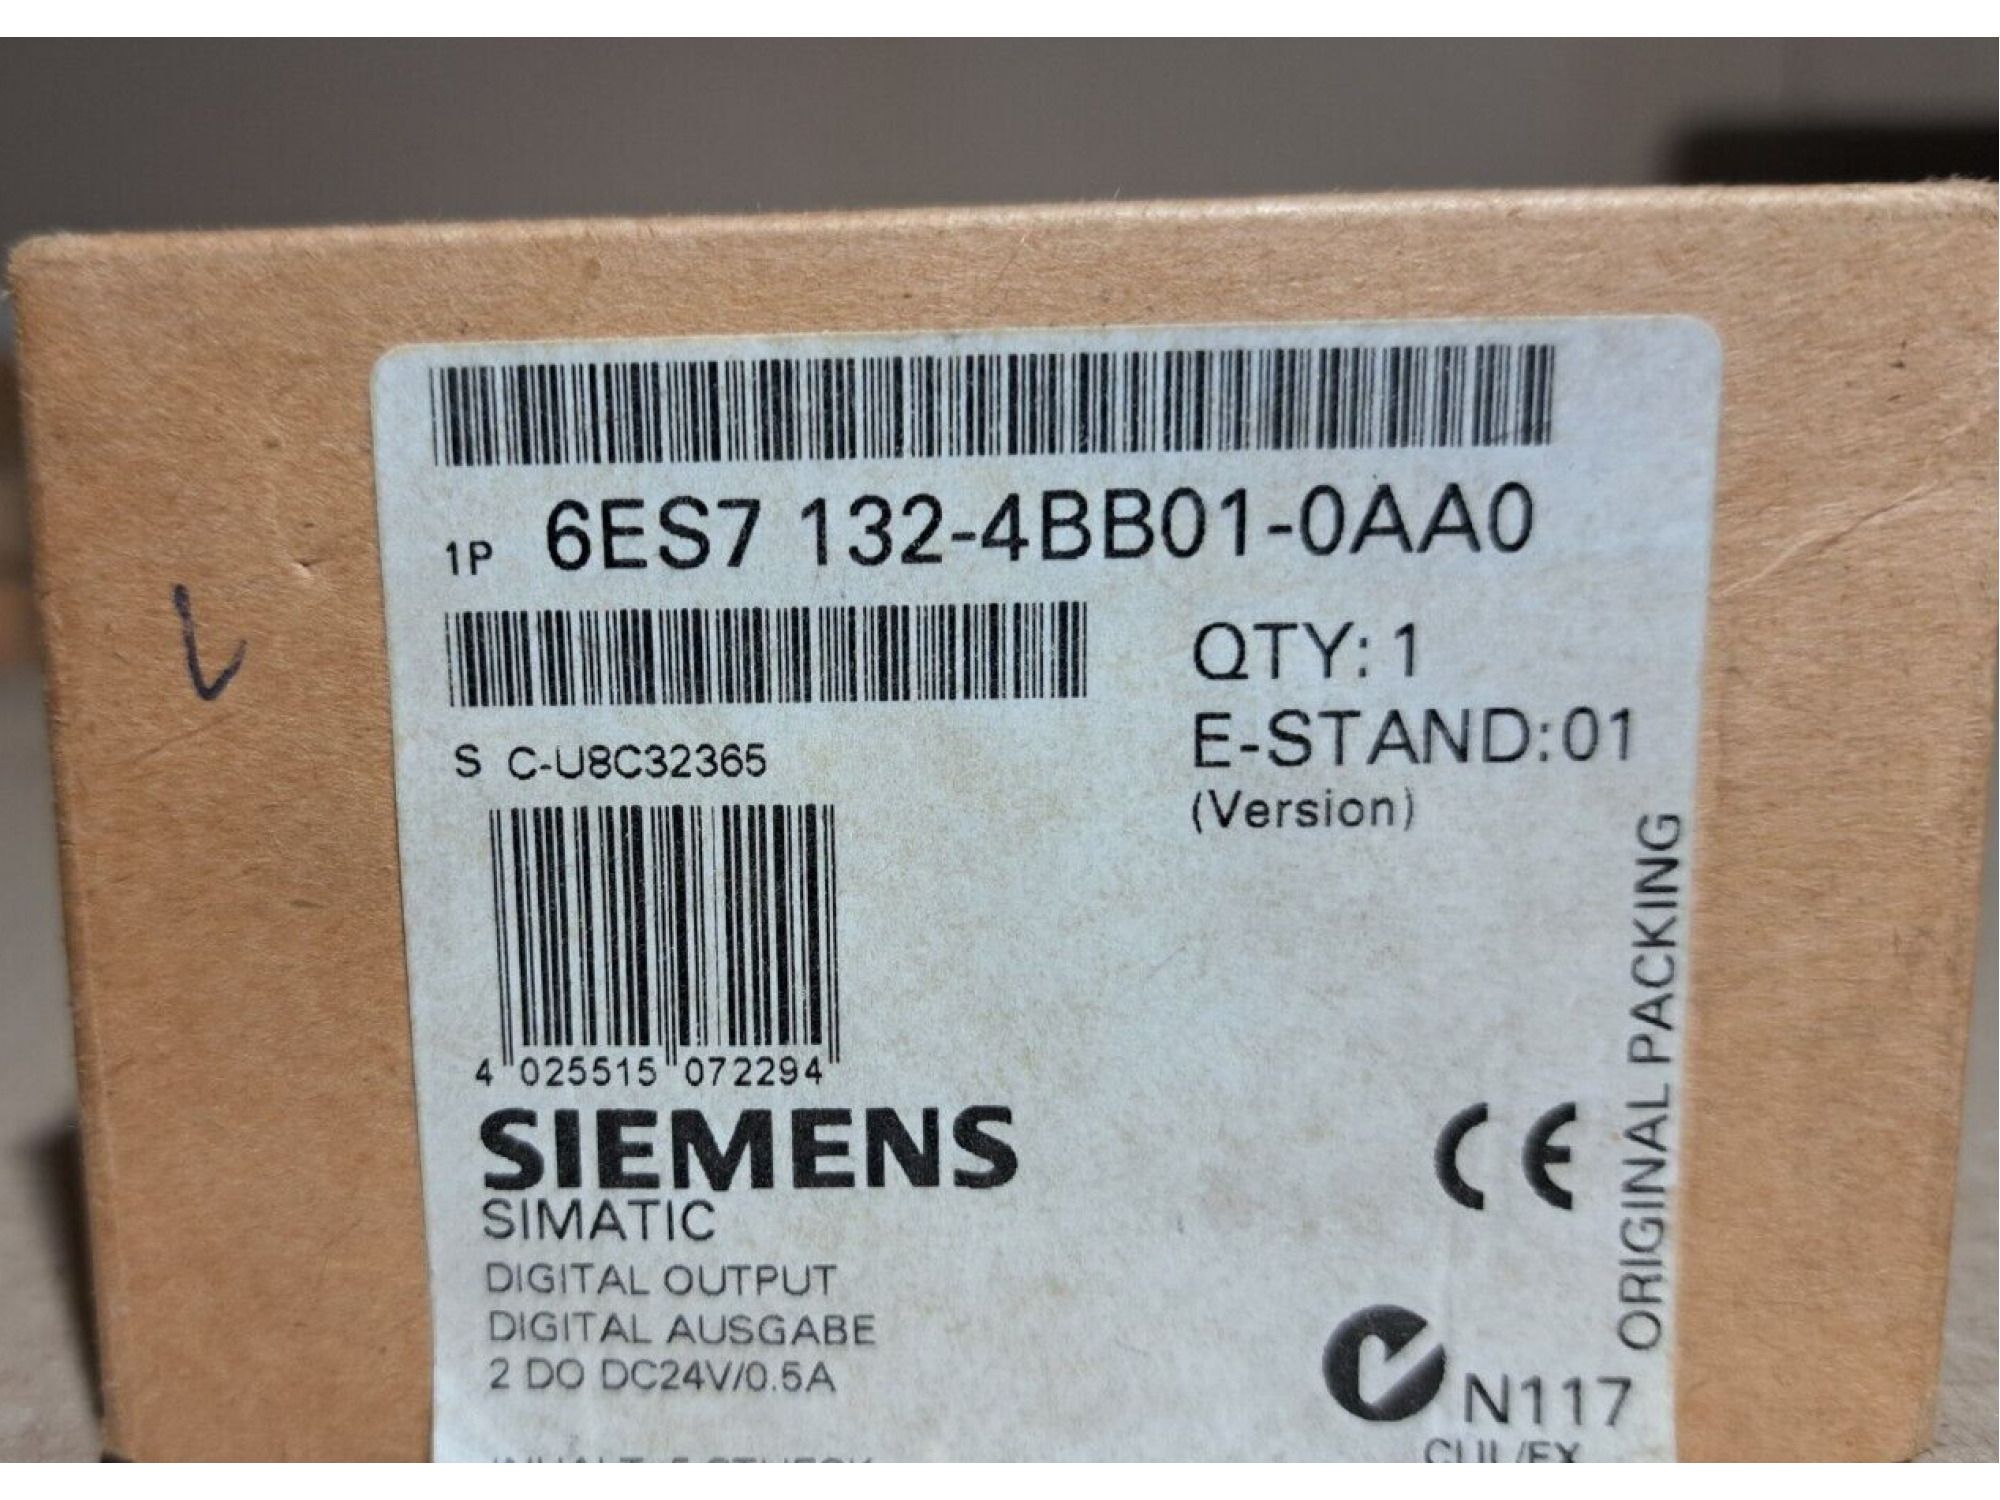 1P 6ES7 132-4BB01-0AA0
QTY: 1
E-STAND:01
(Version)
S C-U8C32365
4 025515 072294
SIEMENS
SIMATIC
DIGITAL OUTPUT
DIGITAL AUSGABE
2 DO DC24V/0.5A
CE
N117
ORIGINAL PACKING